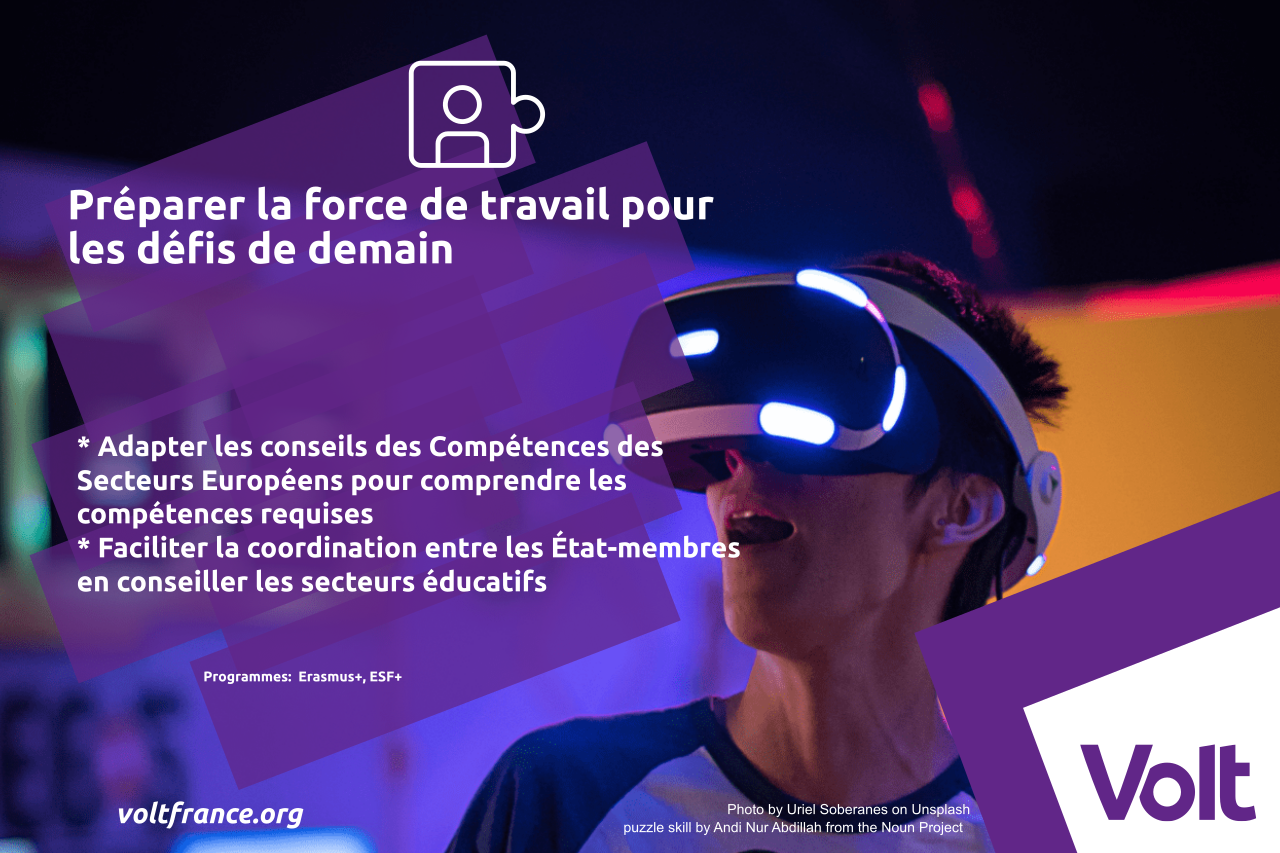 Préparer la force de travail pour
les défis de demain
* Adapter les conseils des Compétences des
Secteurs Européens pour comprendre les
compétences requises
* Faciliter la coordination entre les État-membres
en conseiller les secteurs éducatifs
Programmes: Erasmus+, ESF+
voltfrance.org
Photo by Uriel Soberanes on Unsplash
puzzle skill by Andi Nur Abdillah from the Noun Project
Volt